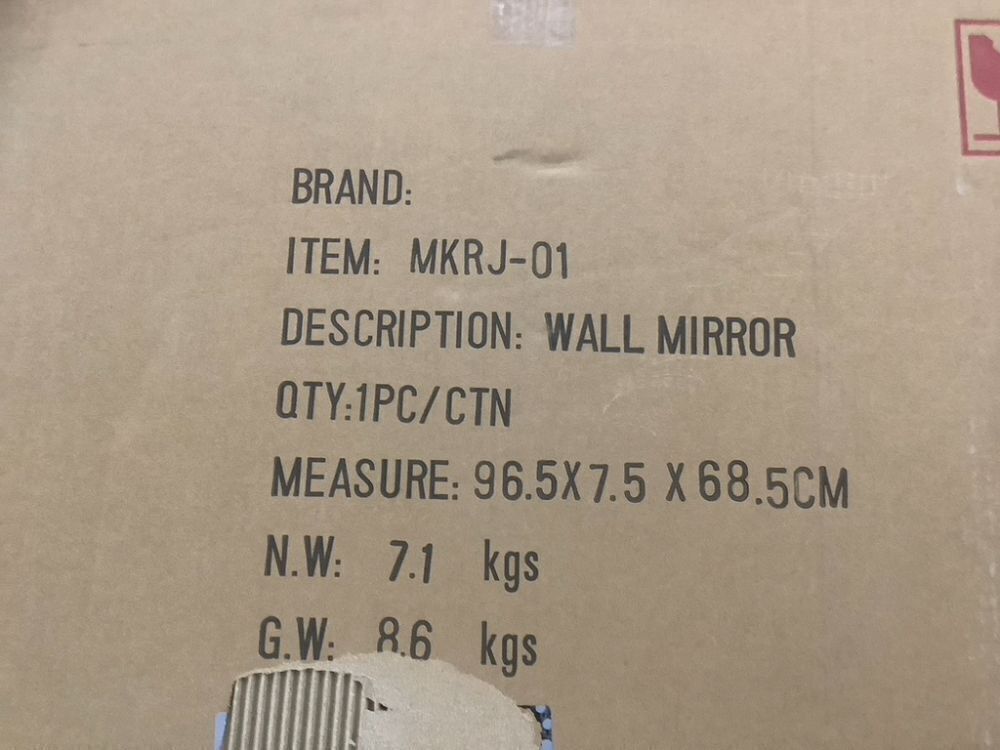 BRAND:
ITEM: MKRJ-01
DESCRIPTION: WALL MIRROR
QTY:1PC/CTN
MEASURE: 96.5X7.5 X 68.5CM
N.W: 7.1 kgs
G.W: 8.6 kgs